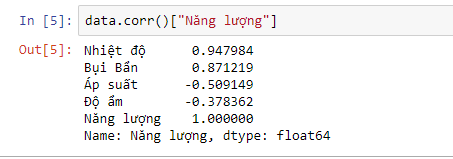 In [5]: data.corr()["Năng lượng"]
Out[5]: Nhiệt độ 0.947984
Bụi Bẩn 0.871219
Áp suất -0.509149
Độ ẩm -0.378362
Năng lượng 1.000000
Name: Năng lượng, dtype: float64